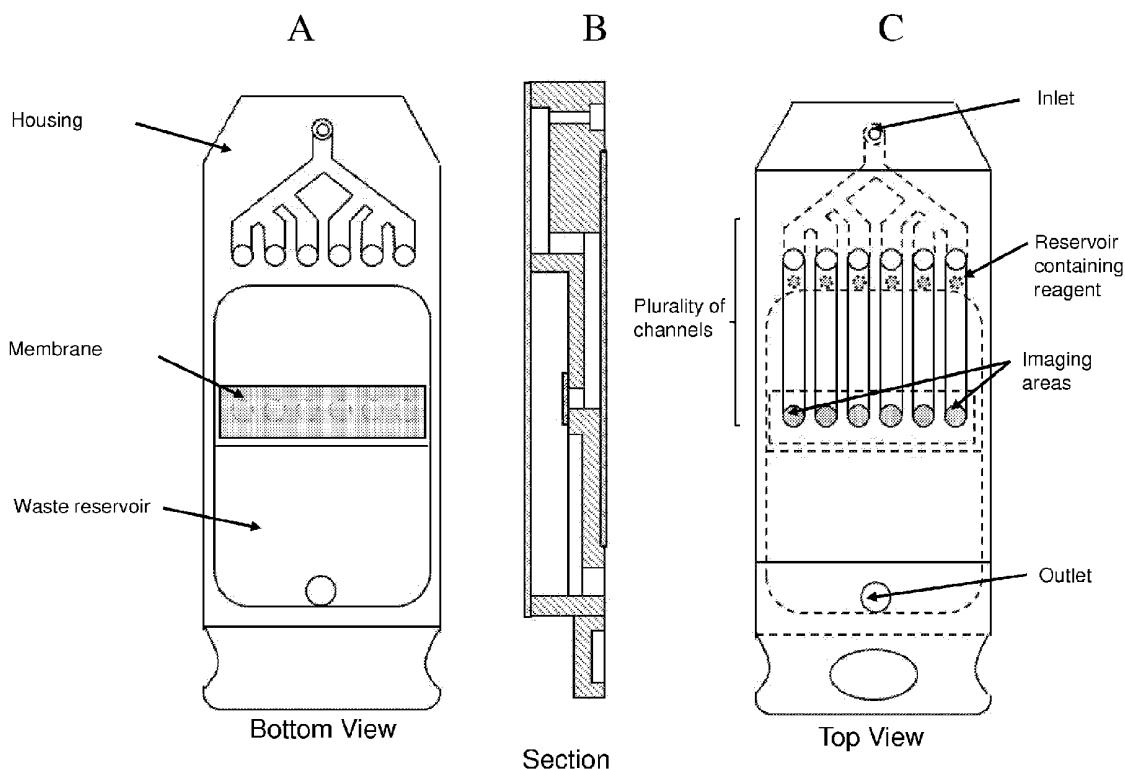 A
B
C
Housing
Membrane
Waste reservoir
Bottom View
Section
Inlet
Reservoir
containing
reagent
Plurality of
channels
Imaging
areas
Outlet
Top View